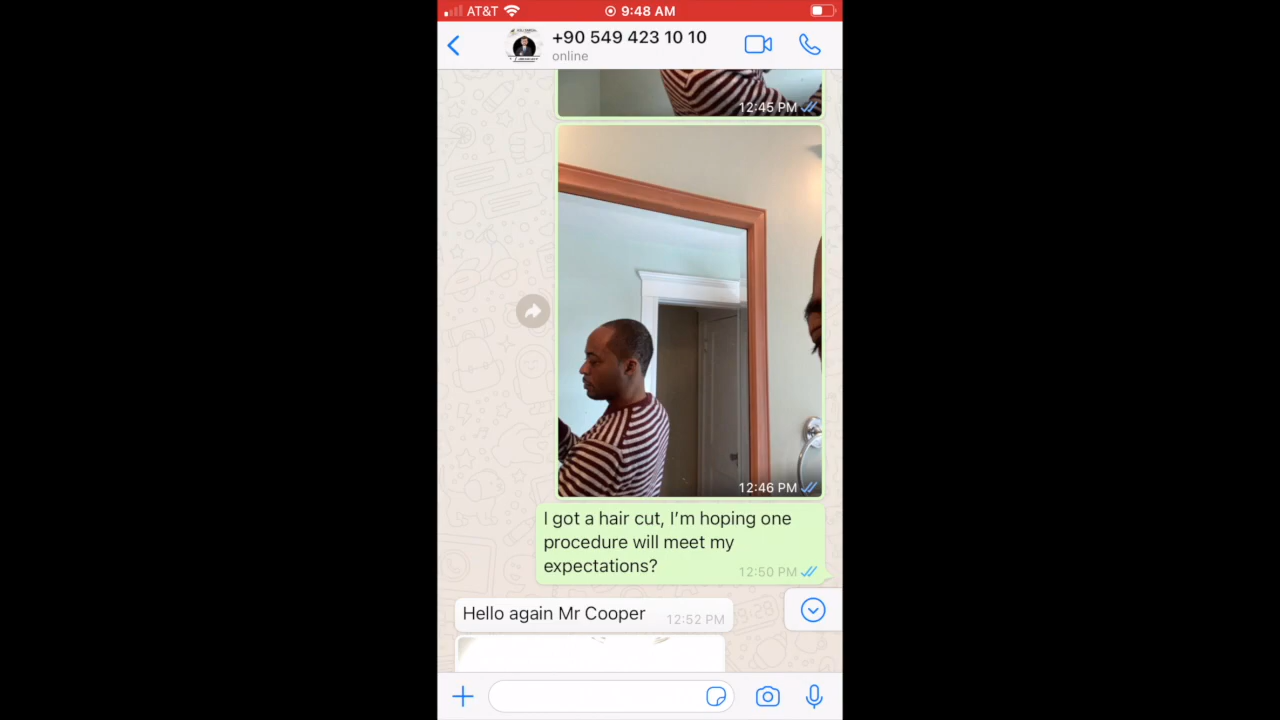 AT&T 9:48 AM
+90 549 423 10 10
online
12:45 PM
12:46 PM
I got a hair cut, I’m hoping one
procedure will meet my
expectations? 12:50 PM
Hello again Mr Cooper 12:52 PM